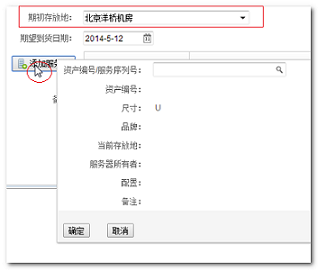 期初存放地: 北京洋桥机房
期望到货日期: 2014-5-12
添加服务
资产编号/服务序列号:
资产编号:
尺寸: U
品牌:
当前存放地:
服务器所有者:
配置:
备注:
确定 取消